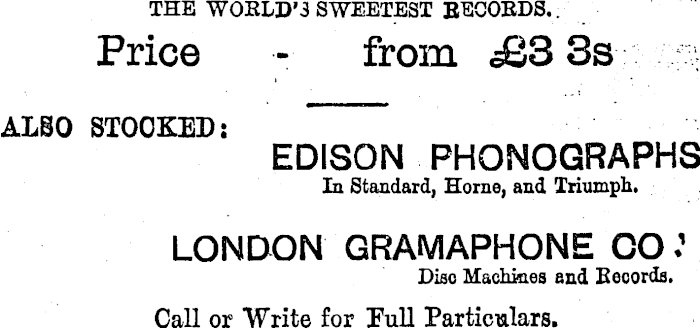 THE WORLD'S SWEETEST RECORDS.
Price - from £3 3s
ALSO STOCKED:
EDISON PHONOGRAPHS
In Standard, Horne, and Triumph.
LONDON GRAMAPHONE CO.'
Disc Machines and Records.
Call or Write for Full Particulars.